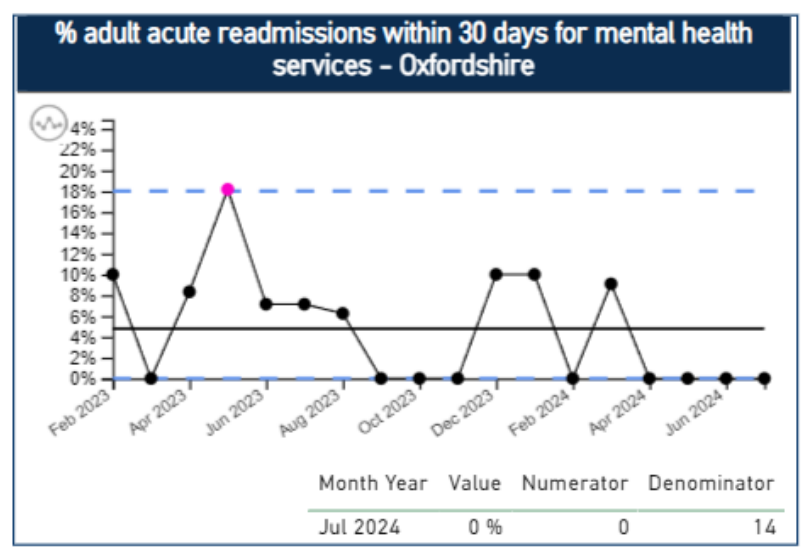 % adult acute readmissions within 30 days for mental health
services – Oxfordshire
4%
22%
20%
18%
16%
14%
12%
10%
8%
6%
4%
2%
0%
Feb 2023 Apr 2023 Jun 2023 Aug 2023 Oct 2023 Dec 2023 Feb 2024 Apr 2024 Jun 2024
Month Year Value Numerator Denominator
Jul 2024 0 % 0 14